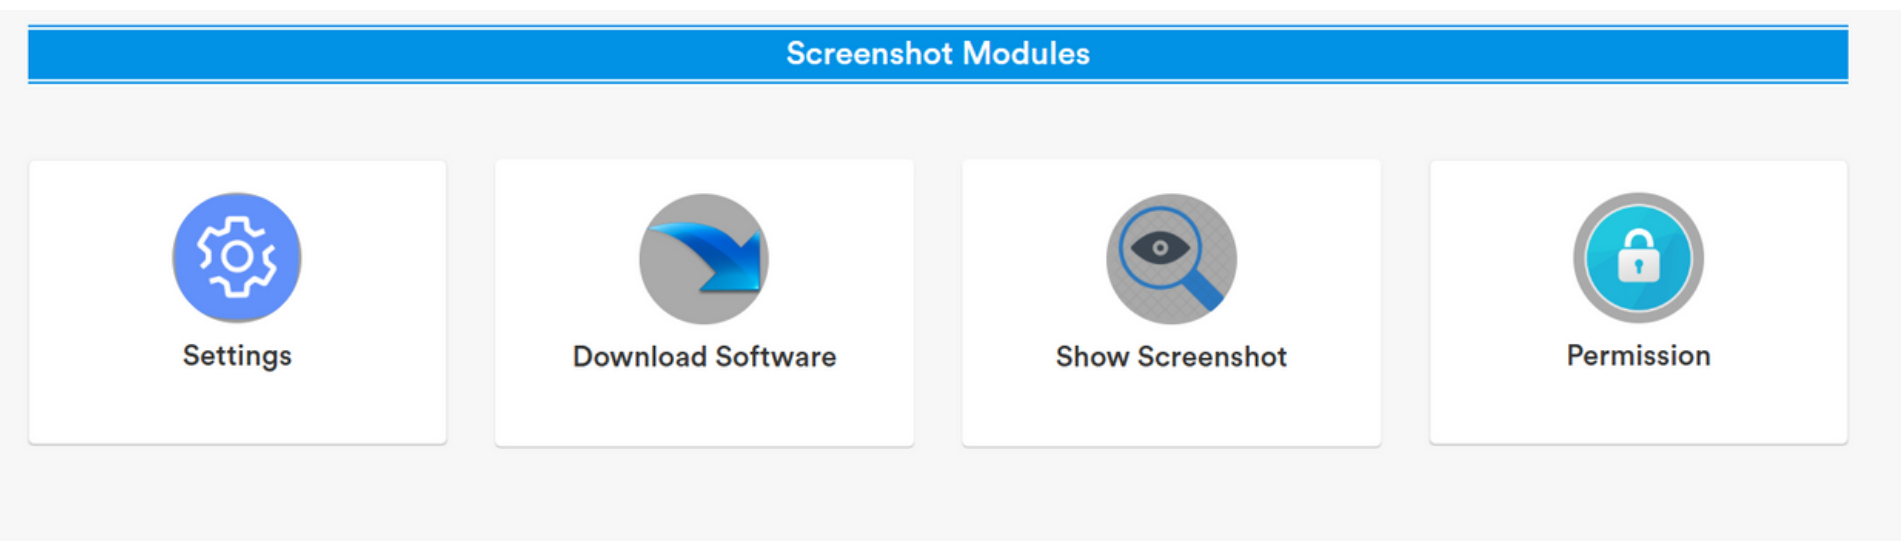 Screenshot Modules
Settings
Download Software
Show Screenshot
Permission